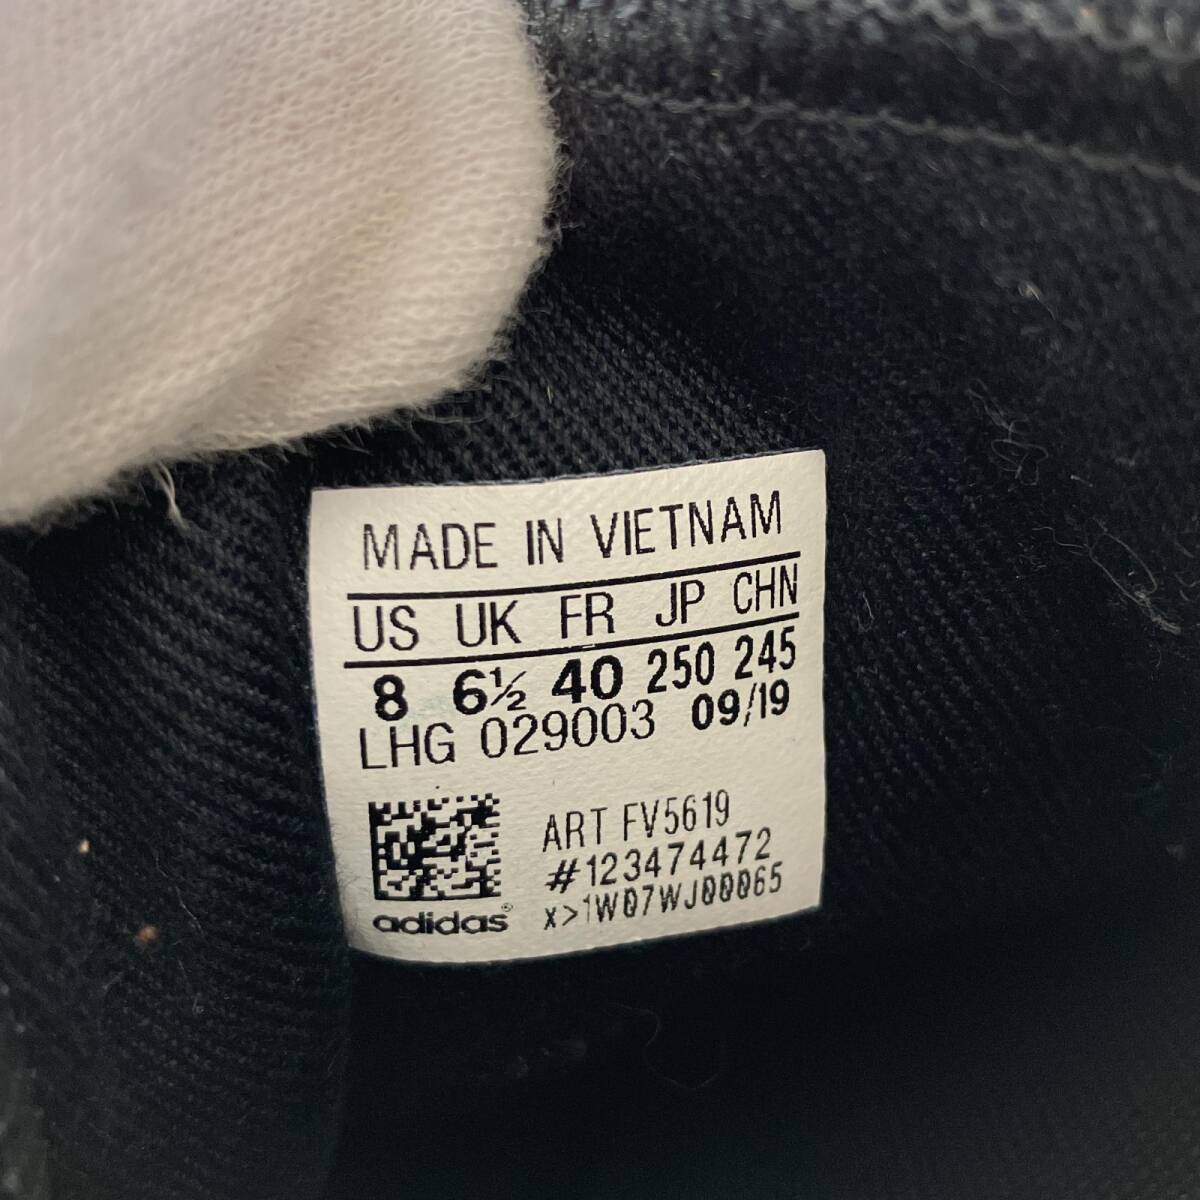 MADE IN VIETNAM
US UK FR JP CHN
8 6½ 40 250 245
LHG 029003 09/19
ART FV5619
#123474472
x>1W07WJ00065
adidas®